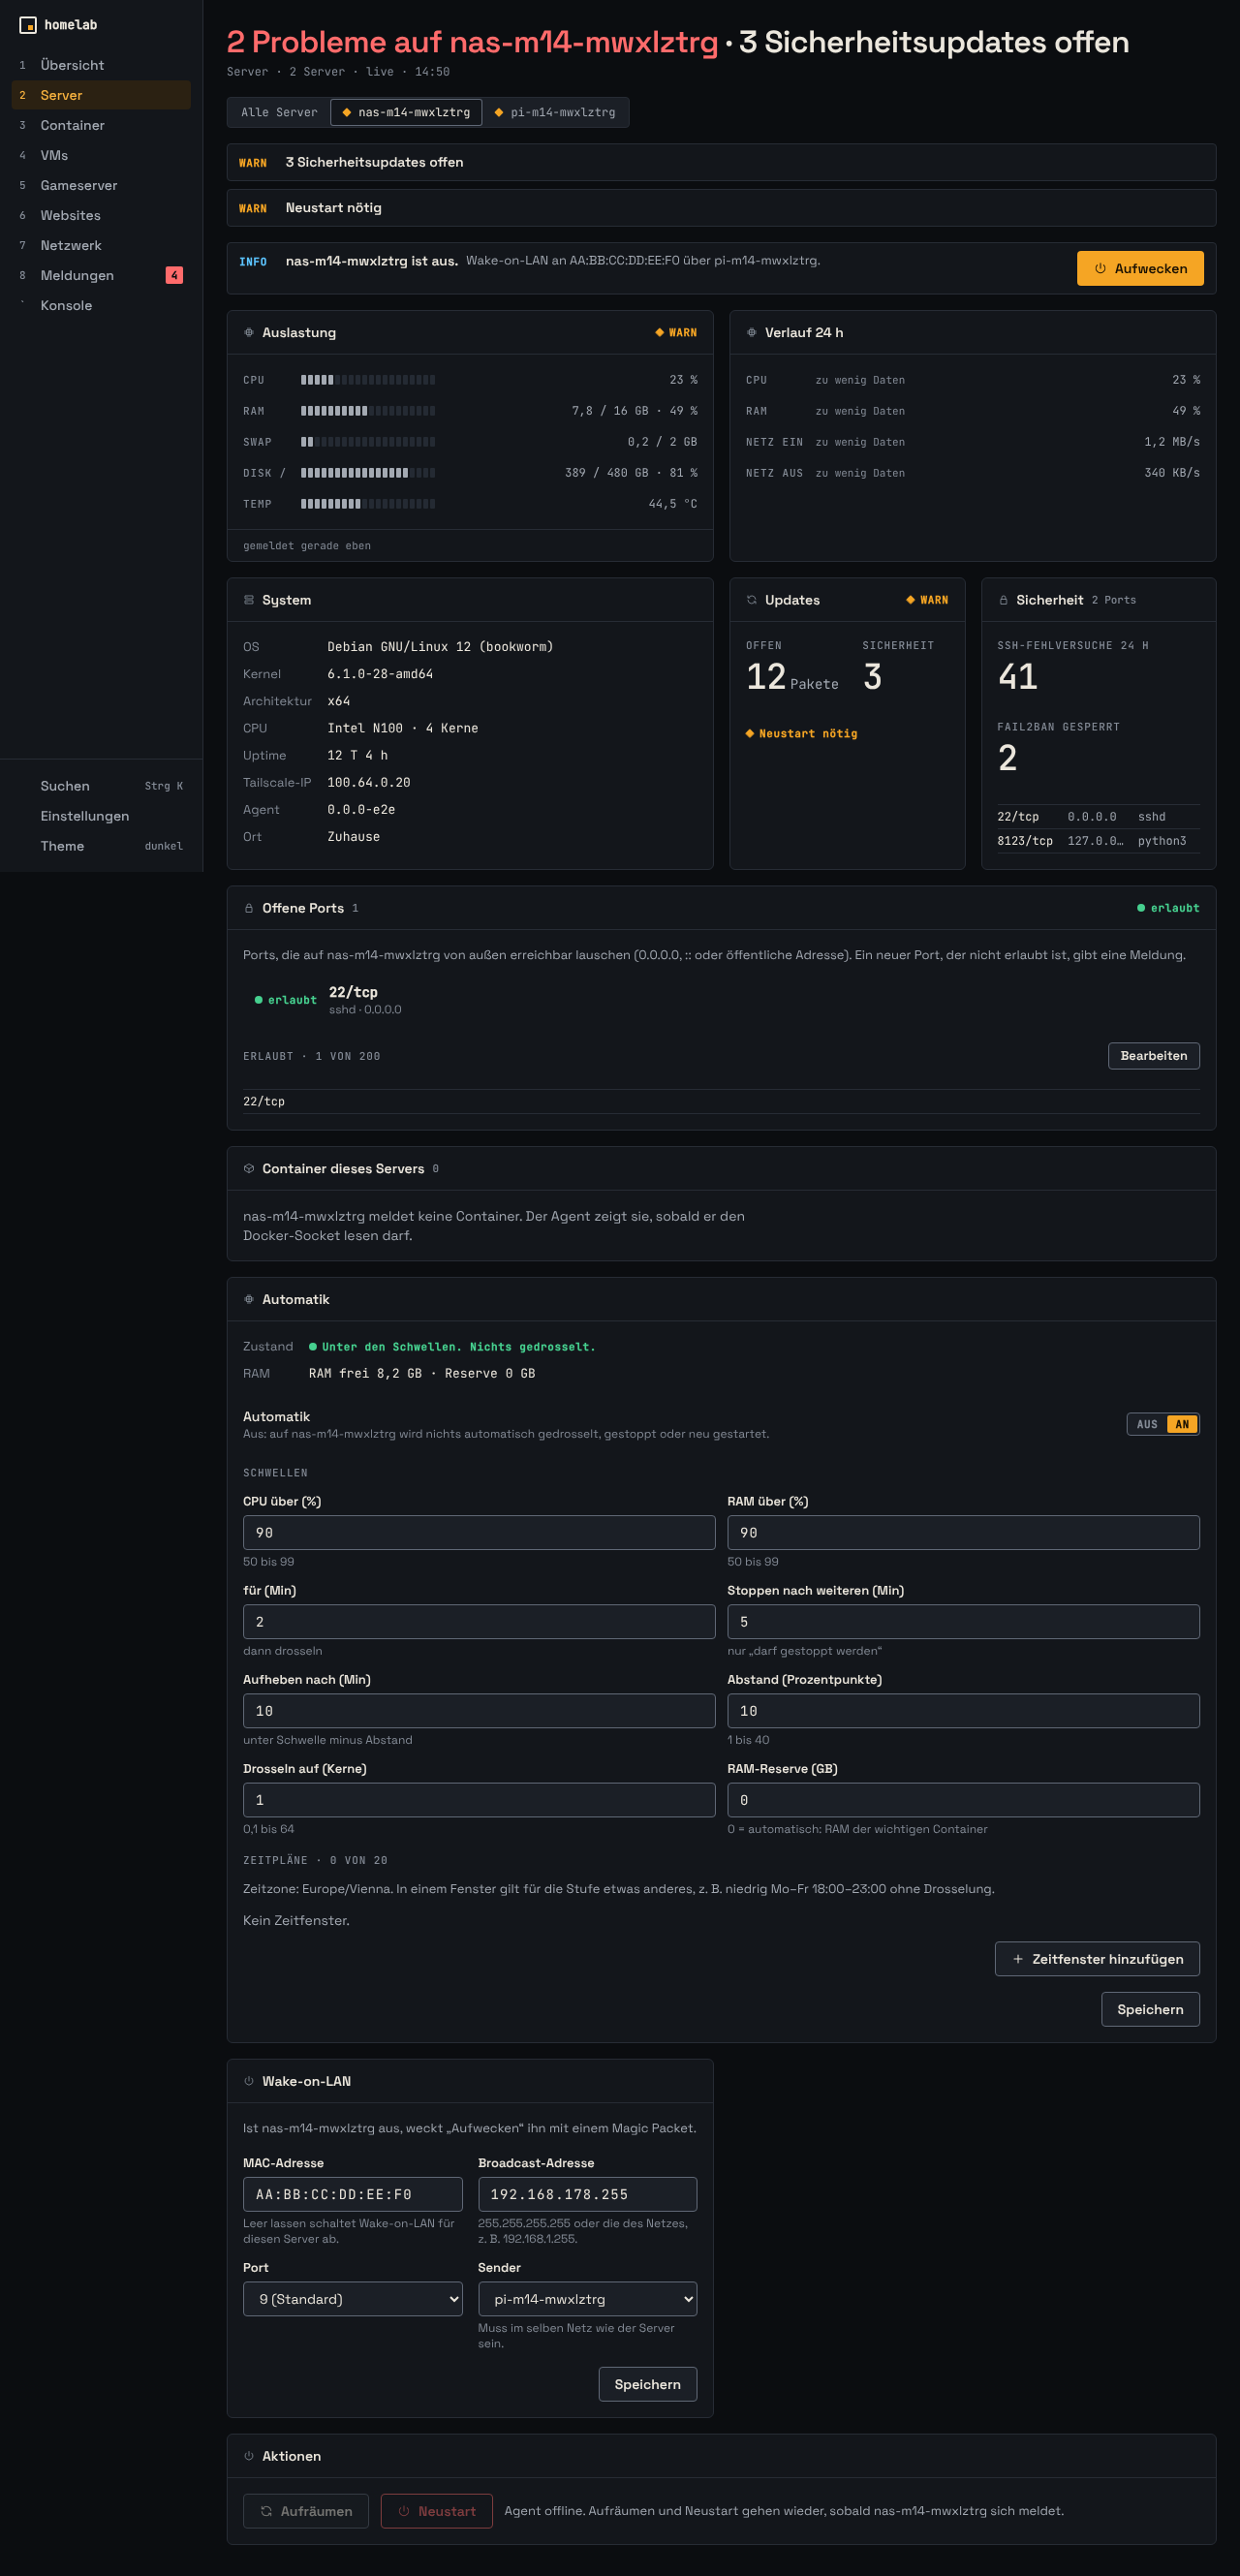 homelab
1 Übersicht
2 Server
3 Container
4 VMs
5 Gameserver
6 Websites
7 Netzwerk
8 Meldungen 4
` Konsole
Suchen Strg K
Einstellungen
Theme dunkel
2 Probleme auf nas-m14-mwxlztrg · 3 Sicherheitsupdates offen
Server · 2 Server · live · 14:50
Alle Server nas-m14-mwxlztrg pi-m14-mwxlztrg
WARN 3 Sicherheitsupdates offen
WARN Neustart nötig
INFO nas-m14-mwxlztrg ist aus. Wake-on-LAN an AA:BB:CC:DD:EE:F0 über pi-m14-mwxlztrg. Aufwecken
Auslastung WARN
CPU 23 %
RAM 7,8 / 16 GB · 49 %
SWAP 0,2 / 2 GB
DISK / 389 / 480 GB · 81 %
TEMP 44,5 °C
gemeldet gerade eben
Verlauf 24 h
CPU zu wenig Daten 23 %
RAM zu wenig Daten 49 %
NETZ EIN zu wenig Daten 1,2 MB/s
NETZ AUS zu wenig Daten 340 KB/s
System
OS Debian GNU/Linux 12 (bookworm)
Kernel 6.1.0-28-amd64
Architektur x64
CPU Intel N100 · 4 Kerne
Uptime 12 T 4 h
Tailscale-IP 100.64.0.20
Agent 0.0.0-e2e
Ort Zuhause
Updates WARN
OFFEN SICHERHEIT
12 Pakete 3
Neustart nötig
Sicherheit 2 Ports
SSH-FEHLVERSUCHE 24 H
41
FAIL2BAN GESPERRT
2
22/tcp 0.0.0.0 sshd
8123/tcp 127.0.0… python3
Offene Ports 1 erlaubt
Ports, die auf nas-m14-mwxlztrg von außen erreichbar lauschen (0.0.0.0, :: oder öffentliche Adresse). Ein neuer Port, der nicht erlaubt ist, gibt eine Meldung.
erlaubt 22/tcp
sshd · 0.0.0.0
ERLAUBT · 1 VON 200 Bearbeiten
22/tcp
Container dieses Servers 0
nas-m14-mwxlztrg meldet keine Container. Der Agent zeigt sie, sobald er den
Docker-Socket lesen darf.
Automatik
Zustand Unter den Schwellen. Nichts gedrosselt.
RAM RAM frei 8,2 GB · Reserve 0 GB
Automatik AUS AN
Aus: auf nas-m14-mwxlztrg wird nichts automatisch gedrosselt, gestoppt oder neu gestartet.
SCHWELLEN
CPU über (%) RAM über (%)
90 90
50 bis 99 50 bis 99
für (Min) Stoppen nach weiteren (Min)
2 5
dann drosseln nur „darf gestoppt werden“
Aufheben nach (Min) Abstand (Prozentpunkte)
10 10
unter Schwelle minus Abstand 1 bis 40
Drosseln auf (Kerne) RAM-Reserve (GB)
1 0
0,1 bis 64 0 = automatisch: RAM der wichtigen Container
ZEITPLÄNE · 0 VON 20
Zeitzone: Europe/Vienna. In einem Fenster gilt für die Stufe etwas anderes, z. B. niedrig Mo–Fr 18:00–23:00 ohne Drosselung.
Kein Zeitfenster.
+ Zeitfenster hinzufügen
Speichern
Wake-on-LAN
Ist nas-m14-mwxlztrg aus, weckt „Aufwecken“ ihn mit einem Magic Packet.
MAC-Adresse Broadcast-Adresse
AA:BB:CC:DD:EE:F0 192.168.178.255
Leer lassen schaltet Wake-on-LAN für 255.255.255.255 oder die des Netzes,
diesen Server ab. z. B. 192.168.1.255.
Port Sender
9 (Standard) pi-m14-mwxlztrg
Muss im selben Netz wie der Server
sein.
Speichern
Aktionen
Aufräumen Neustart Agent offline. Aufräumen und Neustart gehen wieder, sobald nas-m14-mwxlztrg sich meldet.